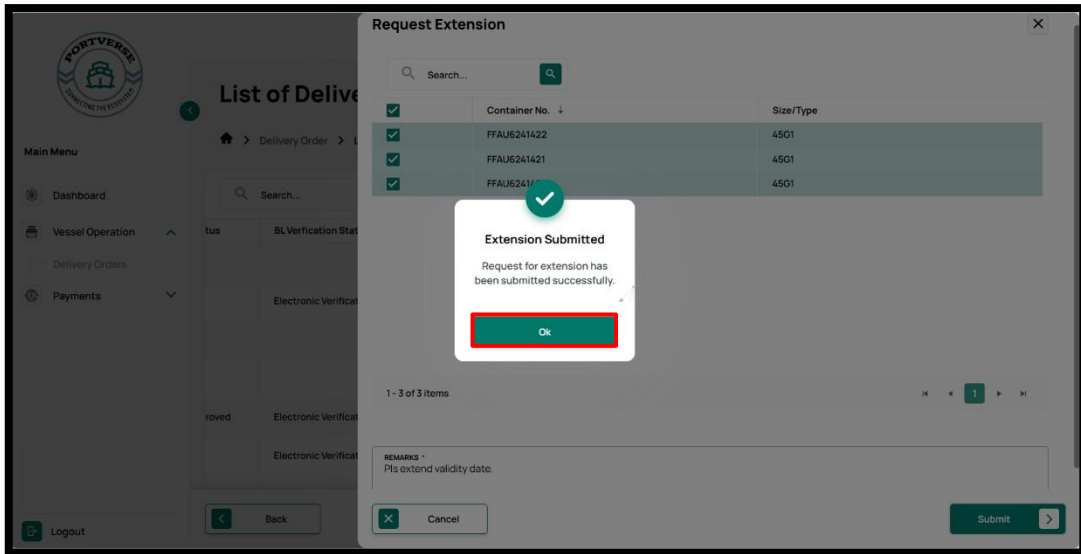 Request Extension
PORTVERSE
Search...
Container No. ↓ Size/Type
FFAU6241422 45G1
FFAU6241421 45G1
45G1
List of Delive
Delivery Order >
Main Menu
Dashboard
Search...
Vessel Operation
tus BL Verfication Stat
Delivery Orders
Payments
Electronic Verificat
Extension Submitted
Request for extension has
been submitted successfully.
Ok
1 - 3 of 3 items 1
roved Electronic Verificat
Electronic Verificat
REMARKS *
Pls extend validity date.
Back
Cancel
Submit
Logout